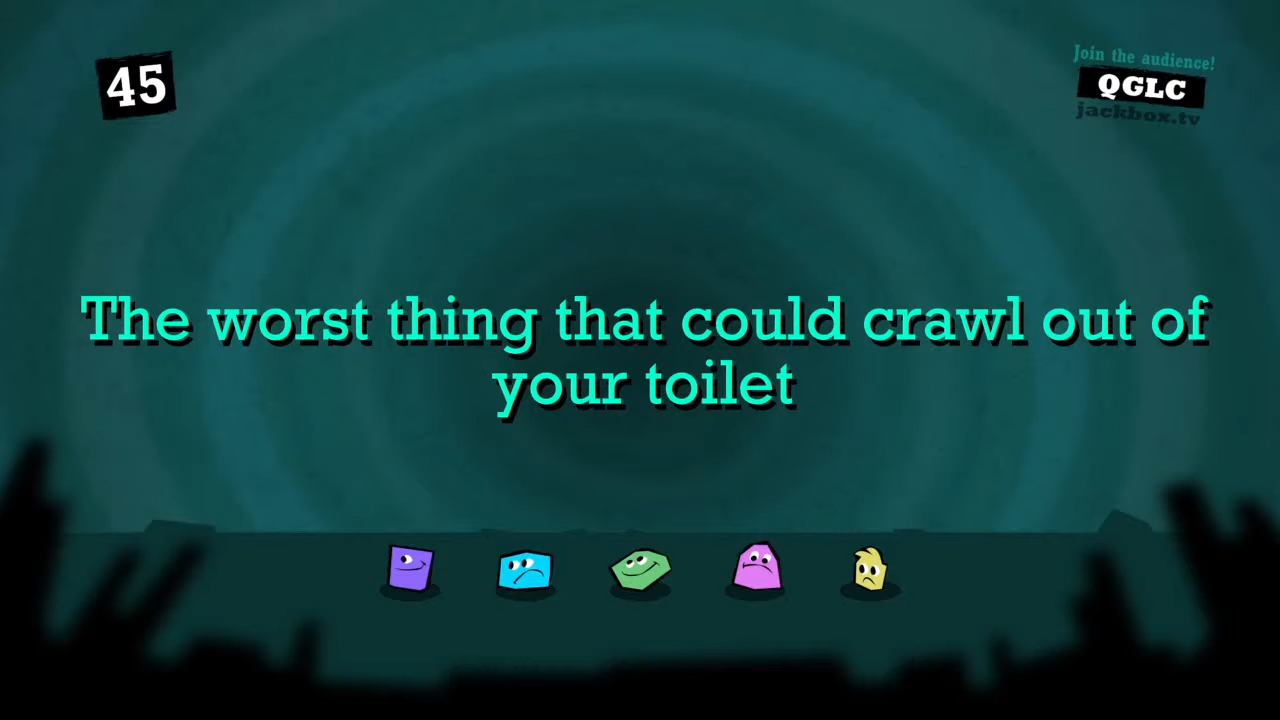 45
Join the audience!
QGLC
jackbox.tv
The worst thing that could crawl out of
your toilet